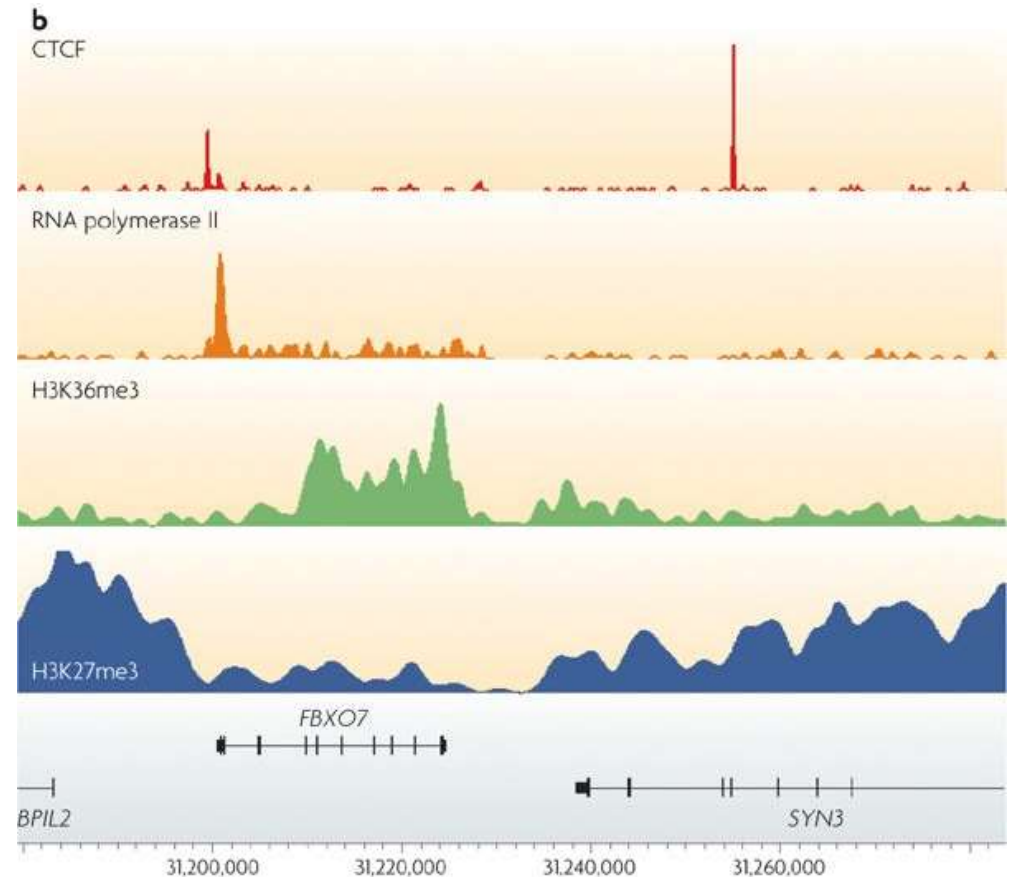 b
CTCF
RNA polymerase II
H3K36me3
H3K27me3
FBXO7
BPIL2
SYN3
31,200,000 31,220,000 31,240,000 31,260,000